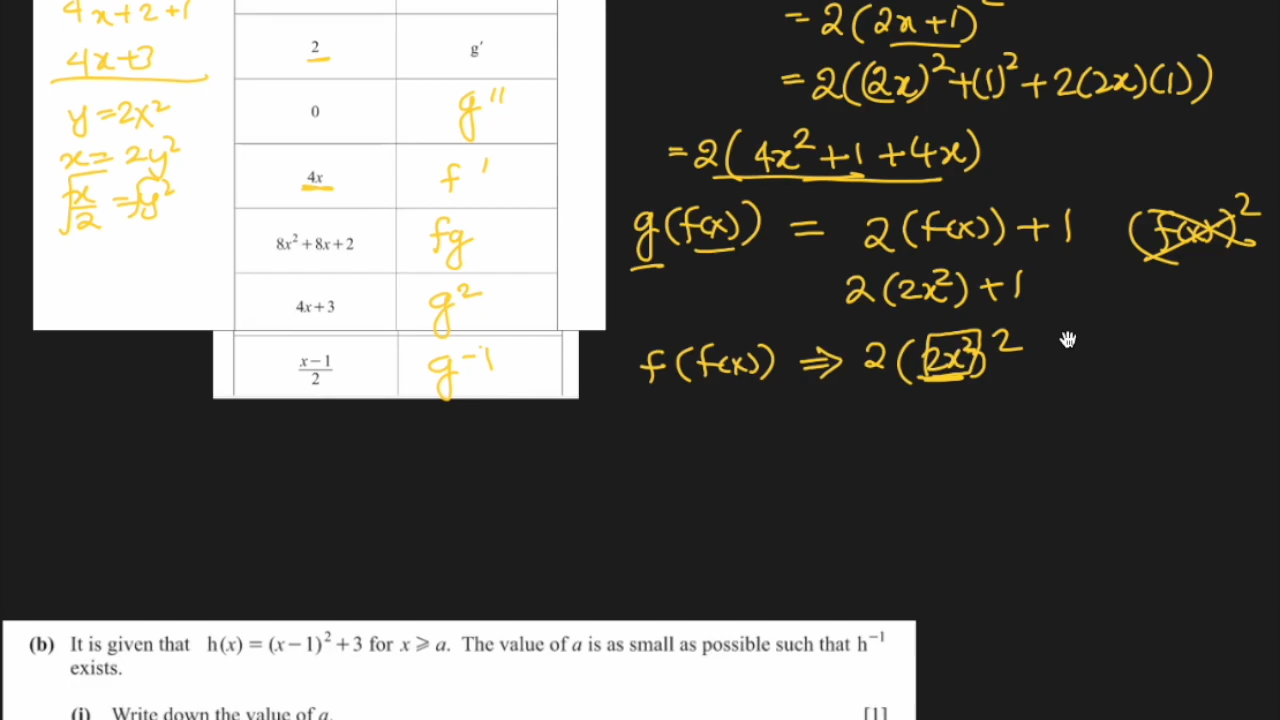 4x+2+1
4x+3
y=2x²
x=2y²
√x/2 = √y²
2 g′
0 g''
4x f'
8x² + 8x + 2 fg
4x + 3 g²
x − 1 / 2 g⁻¹
= 2(2x+1)²
= 2((2x)²+(1)²+2(2x)(1))
= 2(4x²+1+4x)
g(f(x)) = 2(f(x))+1 (f(x))²
2(2x²)+1
f(f(x)) ⇒ 2(2x²)²
(b) It is given that h(x) = (x − 1)² + 3 for x ⩾ a. The value of a is as small as possible such that h⁻¹
exists.
(i) Write down the value of a. [1]